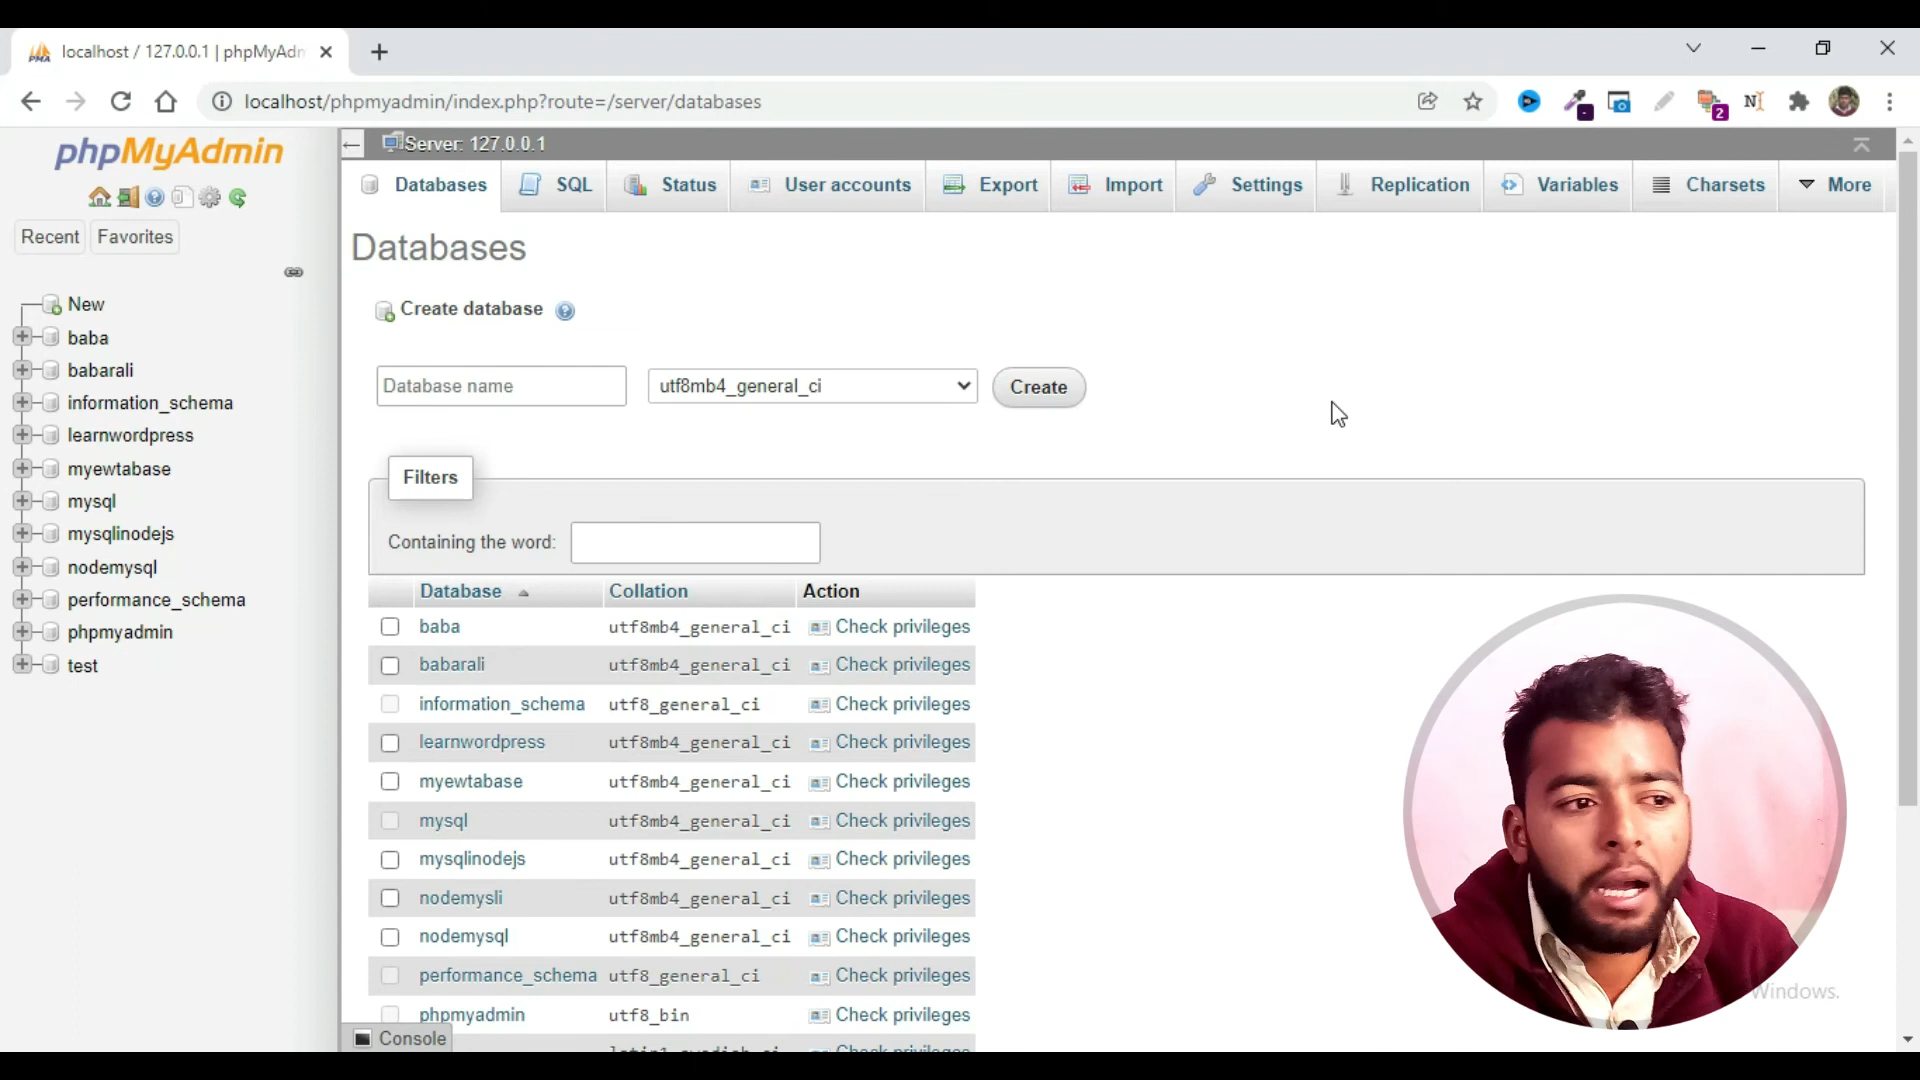 localhost / 127.0.0.1 | phpMyAdn
localhost/phpmyadmin/index.php?route=/server/databases
2
phpMyAdmin
Recent
Favorites
New
baba
babarali
information_schema
learnwordpress
myewtabase
mysql
mysqlinodejs
nodemysql
performance_schema
phpmyadmin
test
Server: 127.0.0.1
Databases
SQL
Status
User accounts
Export
Import
Settings
Replication
Variables
Charsets
More
Databases
Create database
Database name
utf8mb4_general_ci
Create
Filters
Containing the word:
Database Collation Action
baba utf8mb4_general_ci Check privileges
babarali utf8mb4_general_ci Check privileges
information_schema utf8_general_ci Check privileges
learnwordpress utf8mb4_general_ci Check privileges
myewtabase utf8mb4_general_ci Check privileges
mysql utf8mb4_general_ci Check privileges
mysqlinodejs utf8mb4_general_ci Check privileges
nodemysli utf8mb4_general_ci Check privileges
nodemysql utf8mb4_general_ci Check privileges
performance_schema utf8_general_ci Check privileges
phpmyadmin utf8_bin Check privileges
Console
Windows.